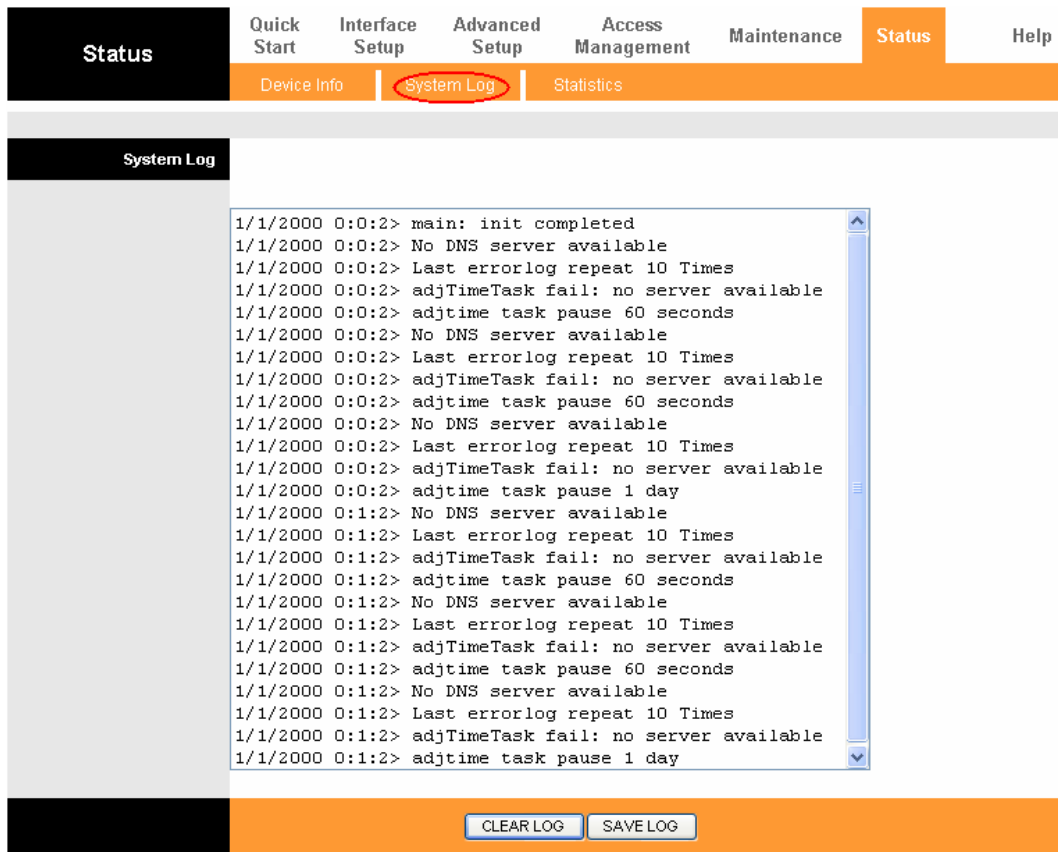 Status
Quick Start
Interface Setup
Advanced Setup
Access Management
Maintenance
Status
Help
Device Info
System Log
Statistics
System Log
1/1/2000 0:0:2> main: init completed
1/1/2000 0:0:2> No DNS server available
1/1/2000 0:0:2> Last errorlog repeat 10 Times
1/1/2000 0:0:2> adjTimeTask fail: no server available
1/1/2000 0:0:2> adjtime task pause 60 seconds
1/1/2000 0:0:2> No DNS server available
1/1/2000 0:0:2> Last errorlog repeat 10 Times
1/1/2000 0:0:2> adjTimeTask fail: no server available
1/1/2000 0:0:2> adjtime task pause 60 seconds
1/1/2000 0:0:2> No DNS server available
1/1/2000 0:0:2> Last errorlog repeat 10 Times
1/1/2000 0:0:2> adjTimeTask fail: no server available
1/1/2000 0:0:2> adjtime task pause 1 day
1/1/2000 0:1:2> No DNS server available
1/1/2000 0:1:2> Last errorlog repeat 10 Times
1/1/2000 0:1:2> adjTimeTask fail: no server available
1/1/2000 0:1:2> adjtime task pause 60 seconds
1/1/2000 0:1:2> No DNS server available
1/1/2000 0:1:2> Last errorlog repeat 10 Times
1/1/2000 0:1:2> adjTimeTask fail: no server available
1/1/2000 0:1:2> adjtime task pause 60 seconds
1/1/2000 0:1:2> No DNS server available
1/1/2000 0:1:2> Last errorlog repeat 10 Times
1/1/2000 0:1:2> adjTimeTask fail: no server available
1/1/2000 0:1:2> adjtime task pause 1 day
CLEAR LOG
SAVE LOG